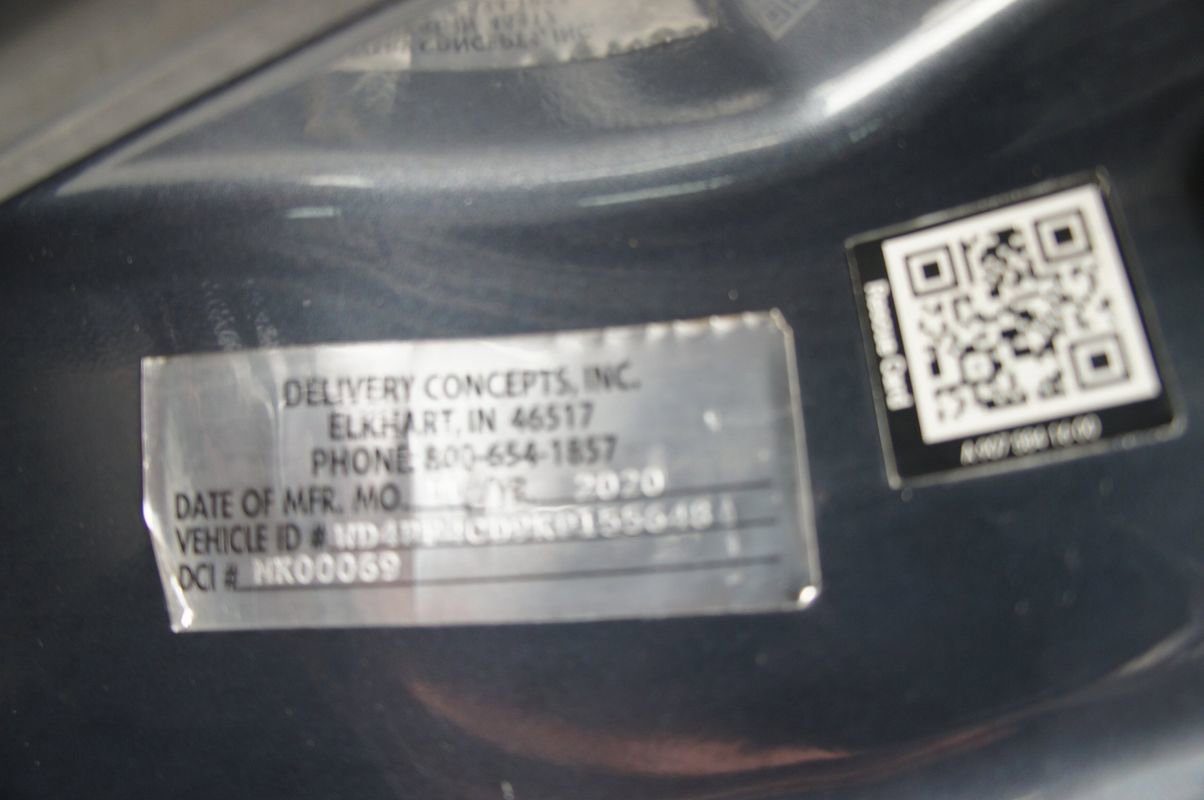 DELIVERY CONCEPTS, INC.
ELKHART, IN 46517
PHONE 800-654-1857
DATE OF MFR. MO. 2020
VEHICLE ID #
DCI # NK00069
Rescue Card